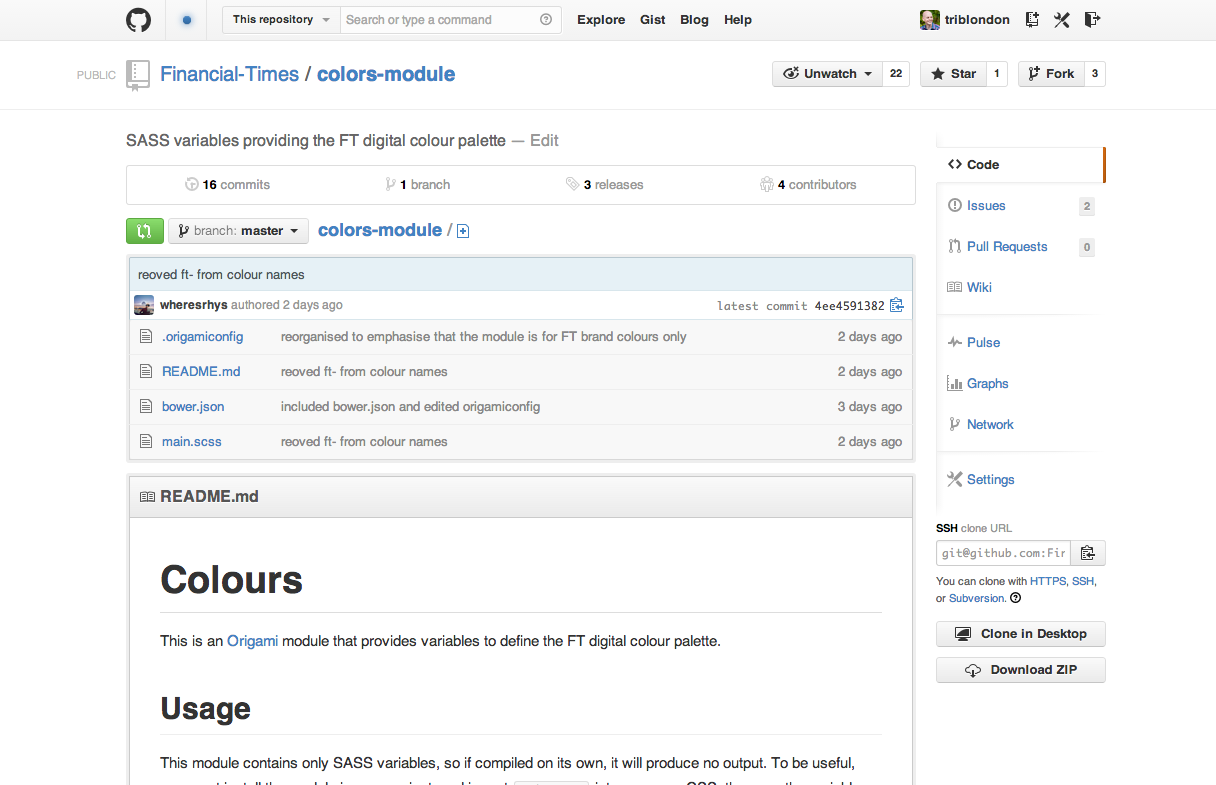 This repository Search or type a command Explore Gist Blog Help triblondon
PUBLIC Financial-Times / colors-module Unwatch 22 Star 1 Fork 3
SASS variables providing the FT digital colour palette — Edit
16 commits 1 branch 3 releases 4 contributors
branch: master colors-module /
reoved ft- from colour names
wheresrhys authored 2 days ago latest commit 4ee4591382
.origamiconfig reorganised to emphasise that the module is for FT brand colours only 2 days ago
README.md reoved ft- from colour names 2 days ago
bower.json included bower.json and edited origamiconfig 3 days ago
main.scss reoved ft- from colour names 2 days ago
README.md
Colours
This is an Origami module that provides variables to define the FT digital colour palette.
Usage
This module contains only SASS variables, so if compiled on its own, it will produce no output. To be useful,
Code
Issues 2
Pull Requests 0
Wiki
Pulse
Graphs
Network
Settings
SSH clone URL
git@github.com:Fir
You can clone with HTTPS, SSH,
or Subversion.
Clone in Desktop
Download ZIP